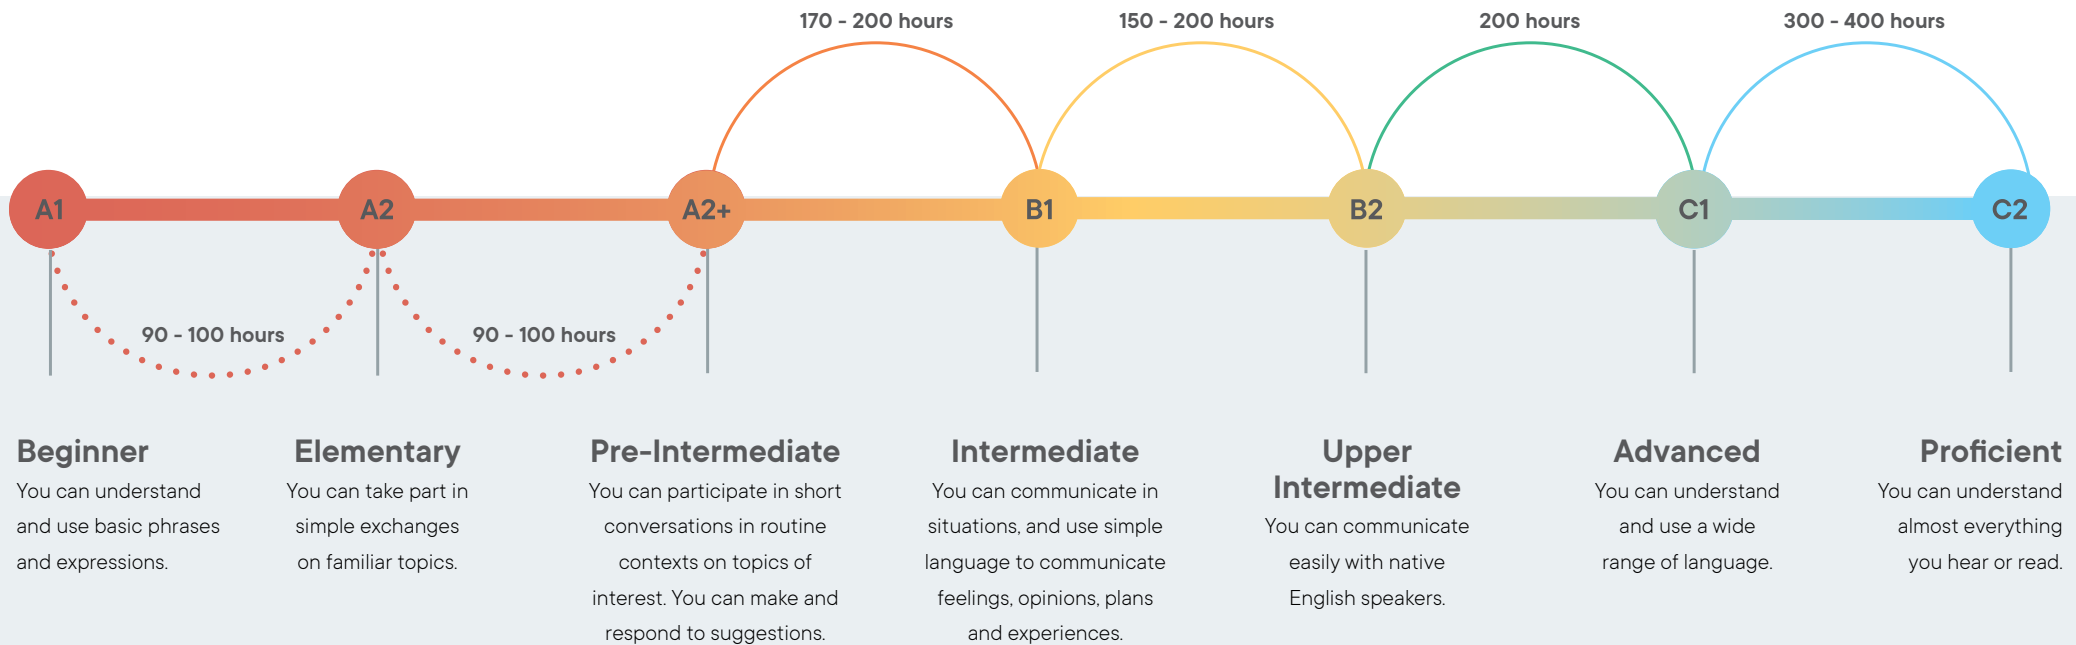 170 - 200 hours
150 - 200 hours
200 hours
300 - 400 hours
A1
A2
A2+
B1
B2
C1
C2
90 - 100 hours
90 - 100 hours
Beginner
You can understand
and use basic phrases
and expressions.
Elementary
You can take part in
simple exchanges
on familiar topics.
Pre-Intermediate
You can participate in short
conversations in routine
contexts on topics of
interest. You can make and
respond to suggestions.
Intermediate
You can communicate in
situations, and use simple
language to communicate
feelings, opinions, plans
and experiences.
Upper
Intermediate
You can communicate
easily with native
English speakers.
Advanced
You can understand
and use a wide
range of language.
Proficient
You can understand
almost everything
you hear or read.